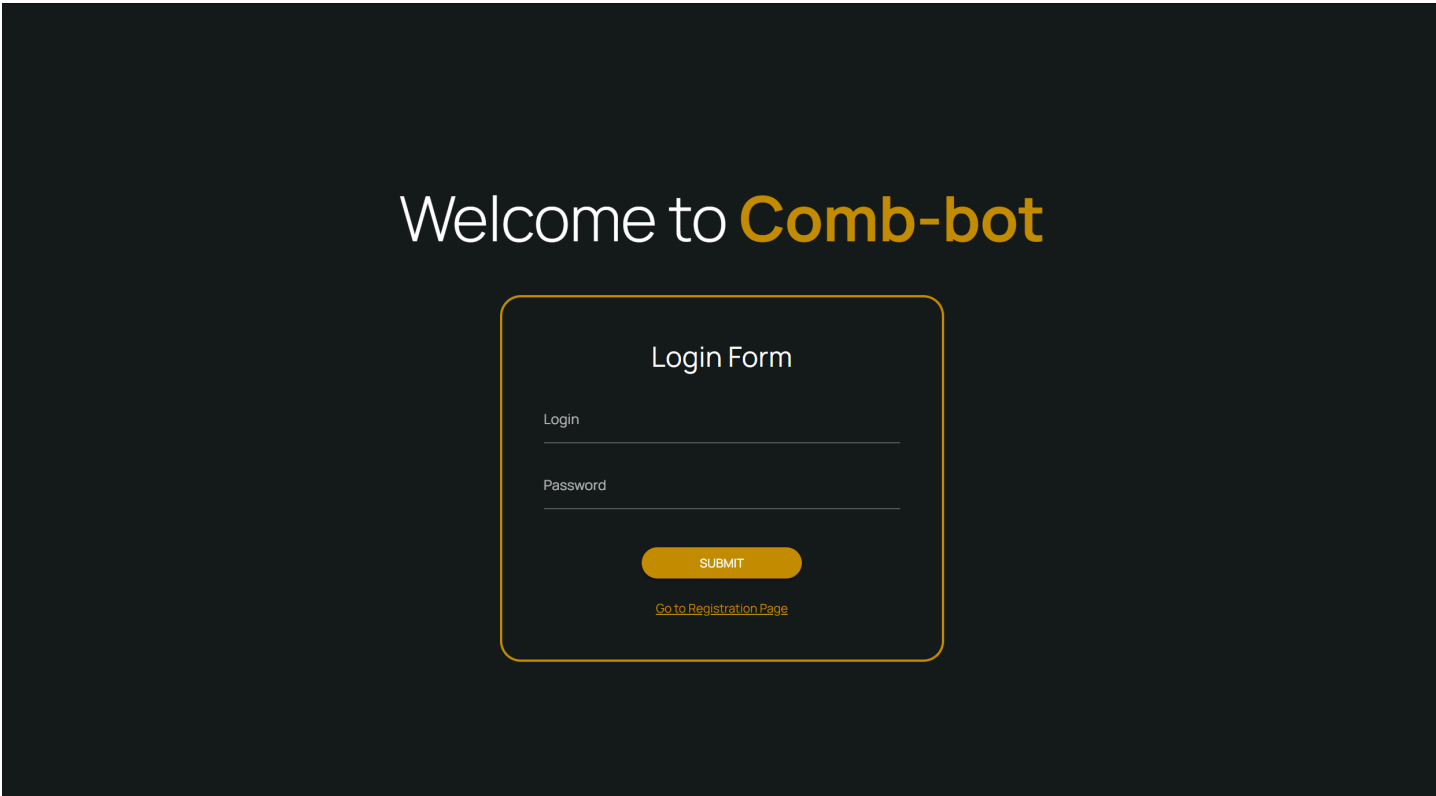 Welcome to Comb-bot
Login Form
Login
Password
SUBMIT
Go to Registration Page